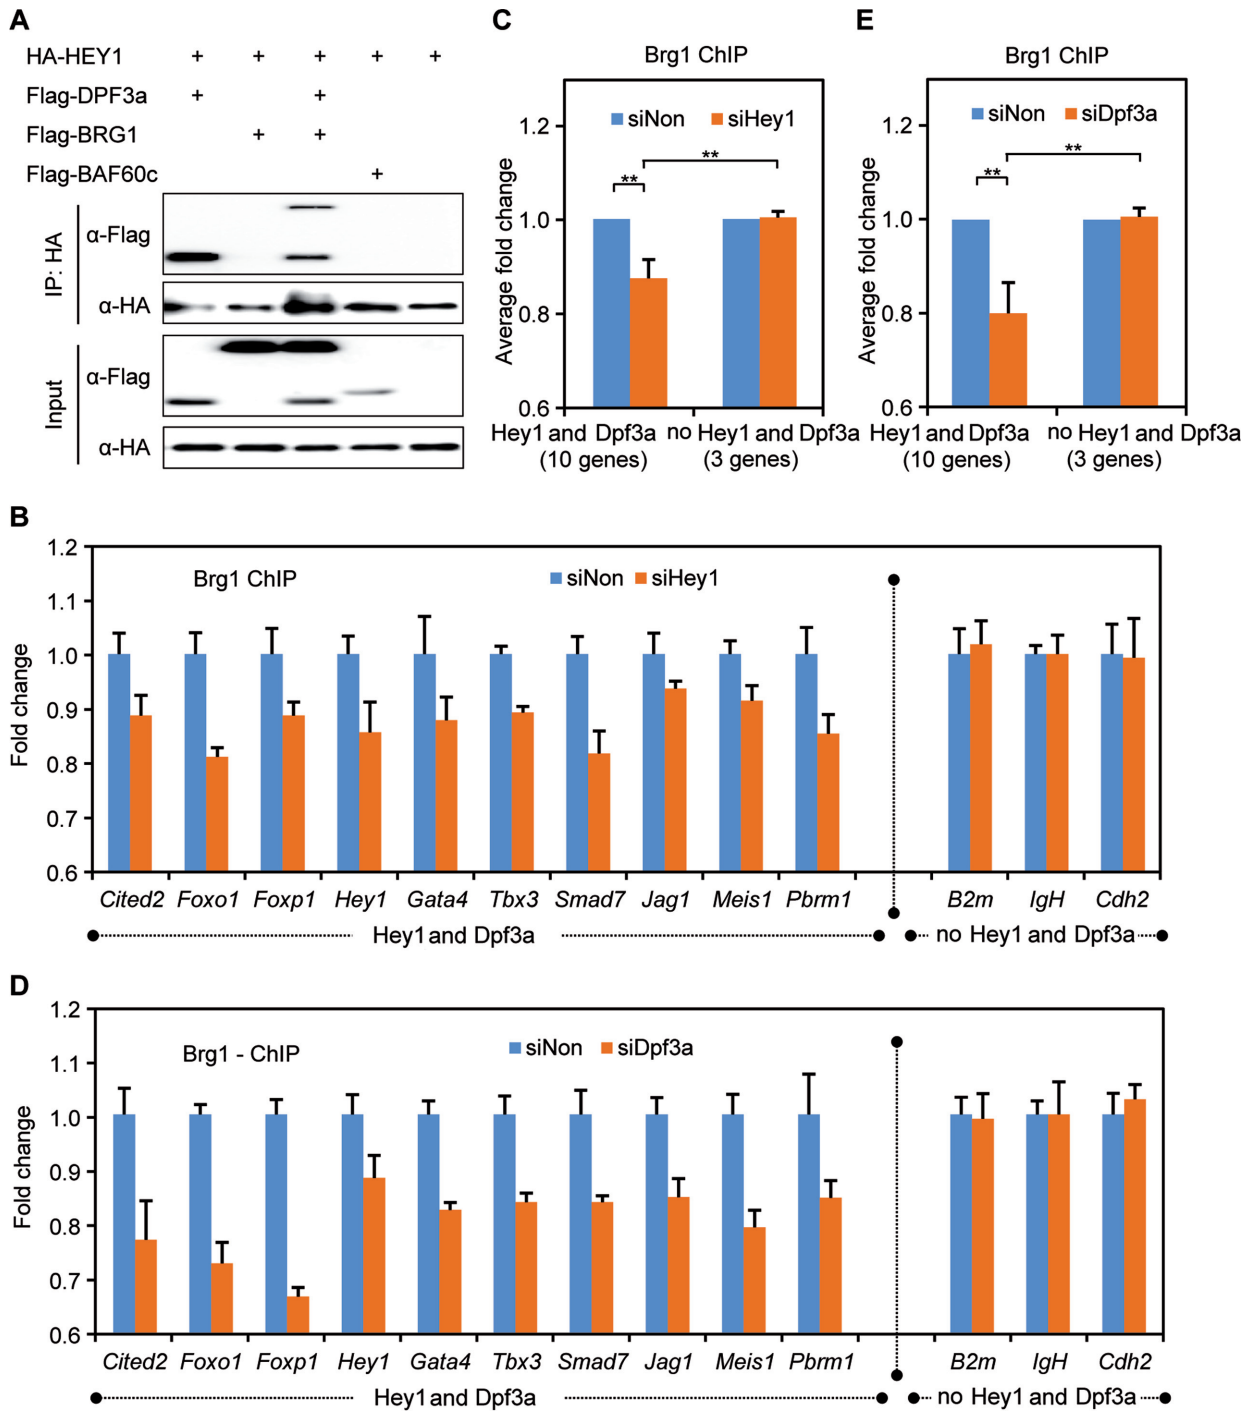 A
HA-HEY1 + + + + +
Flag-DPF3a + +
Flag-BRG1 + +
Flag-BAF60c +
IP: HA
α-Flag
α-HA
Input
α-Flag
α-HA
C
Brg1 ChIP
siNon siHey1
**
**
Average fold change
1.2
1.0
0.8
0.6
Hey1 and Dpf3a no Hey1 and Dpf3a
(10 genes) (3 genes)
E
Brg1 ChIP
siNon siDpf3a
**
**
Average fold change
1.2
1.0
0.8
0.6
Hey1 and Dpf3a no Hey1 and Dpf3a
(10 genes) (3 genes)
B
Brg1 ChIP
siNon siHey1
Fold change
1.2
1.1
1.0
0.9
0.8
0.7
0.6
Cited2 Foxo1 Foxp1 Hey1 Gata4 Tbx3 Smad7 Jag1 Meis1 Pbrm1 B2m IgH Cdh2
Hey1 and Dpf3a no Hey1 and Dpf3a
D
Brg1 - ChIP
siNon siDpf3a
Fold change
1.2
1.1
1.0
0.9
0.8
0.7
0.6
Cited2 Foxo1 Foxp1 Hey1 Gata4 Tbx3 Smad7 Jag1 Meis1 Pbrm1 B2m IgH Cdh2
Hey1 and Dpf3a no Hey1 and Dpf3a